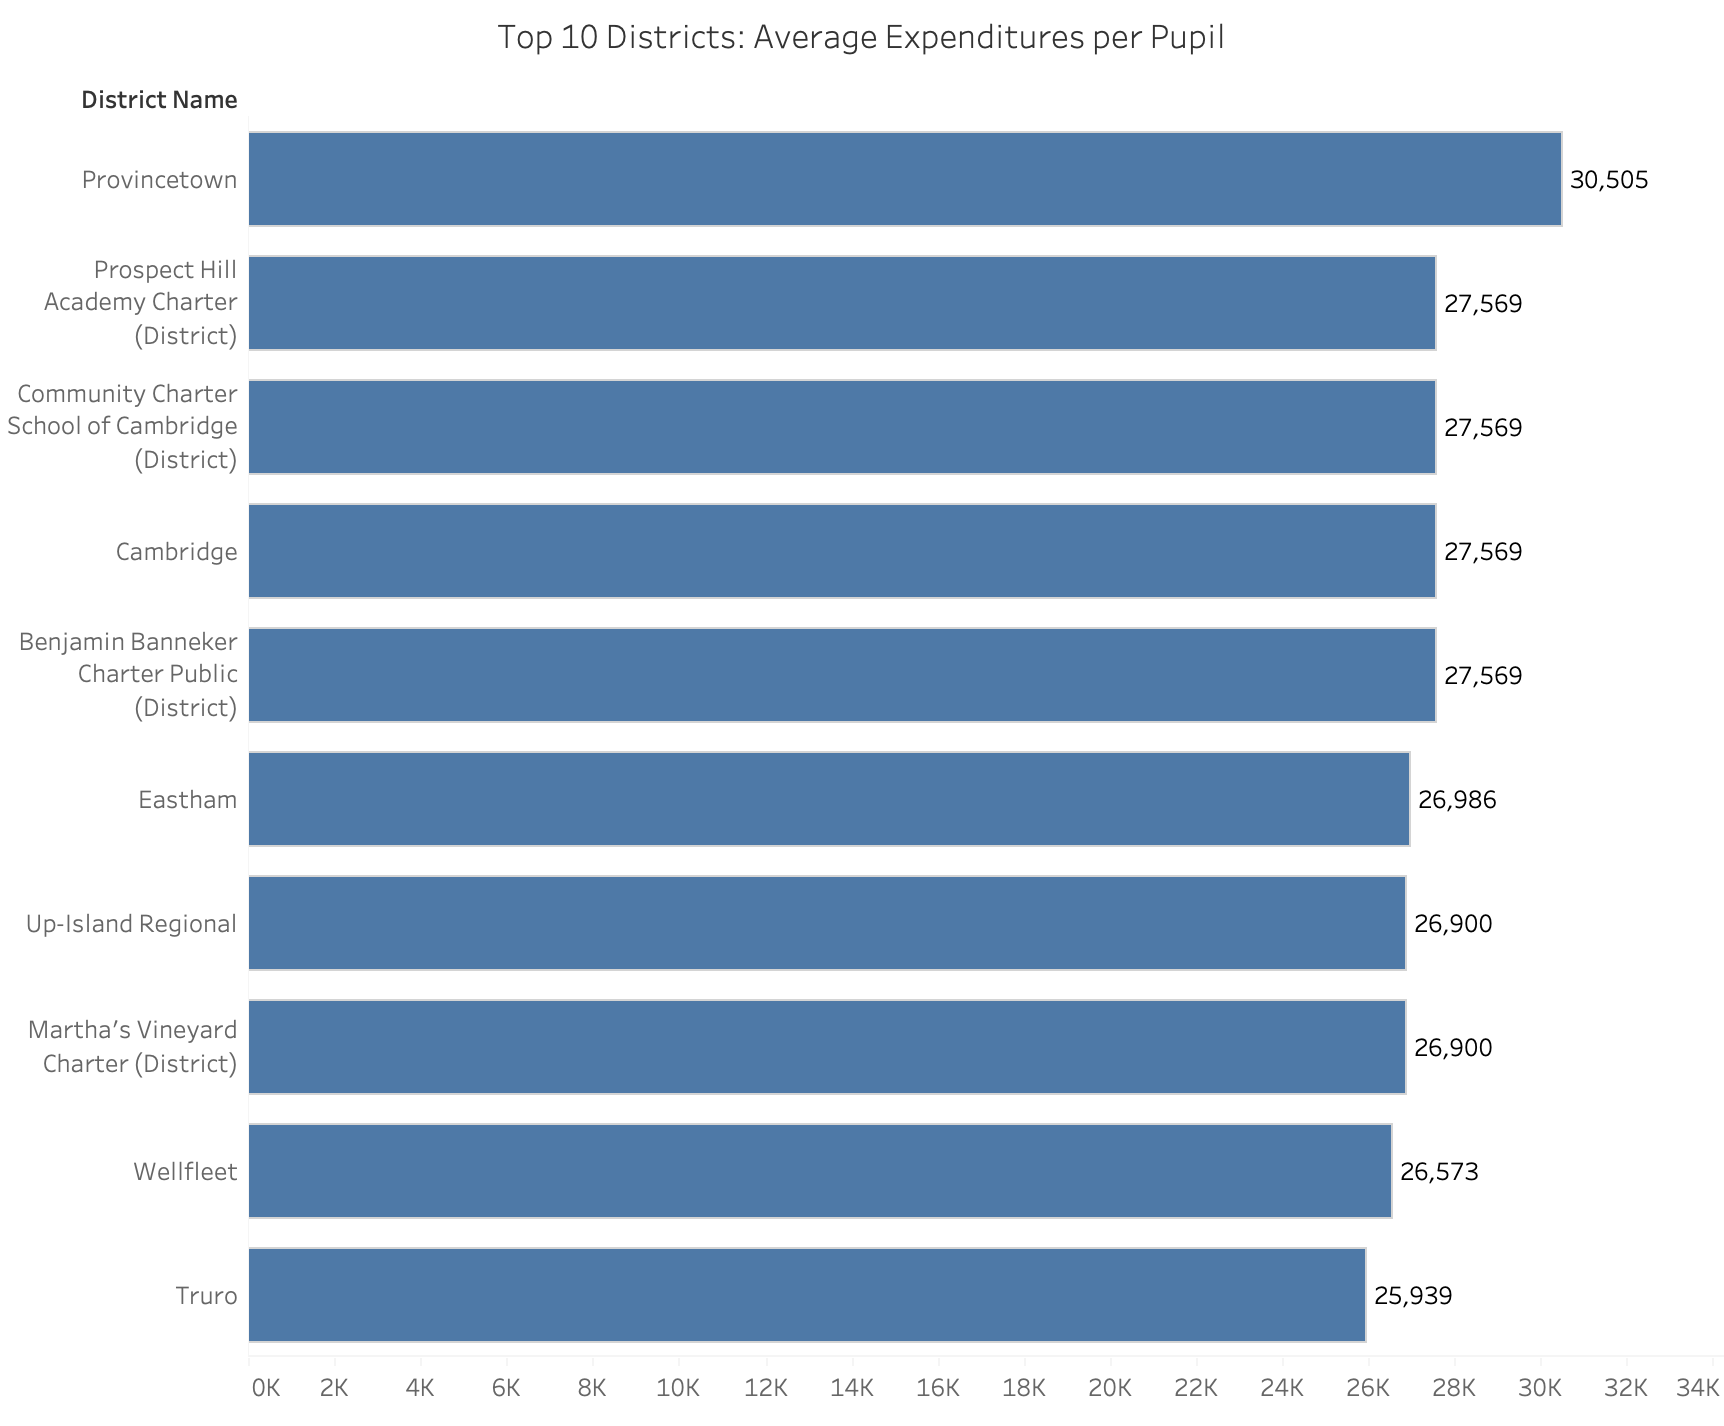 Top 10 Districts: Average Expenditures per Pupil
District Name
Provincetown
30,505
Prospect Hill
Academy Charter
(District)
27,569
Community Charter
School of Cambridge
(District)
27,569
Cambridge
27,569
Benjamin Banneker
Charter Public
(District)
27,569
Eastham
26,986
Up-Island Regional
26,900
Martha’s Vineyard
Charter (District)
26,900
Wellfleet
26,573
Truro
25,939
0K 2K 4K 6K 8K 10K 12K 14K 16K 18K 20K 22K 24K 26K 28K 30K 32K 34K